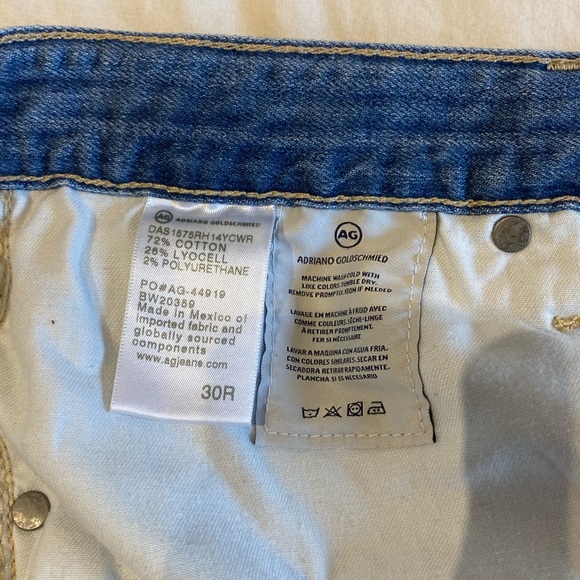 AG ADRIANO GOLDSCHMIED
DAS1575RH14YCWR
72% COTTON
26% LYOCELL
2% POLYURETHANE
PO#AG-44919
BW20359
Made in Mexico of
imported fabric and
globally sourced
components
www.agjeans.com
30R
AG
ADRIANO GOLDSCHMIED
MACHINE WASH COLD WITH
LIKE COLORS. TUMBLE DRY.
REMOVE PROMPTLY. IRON IF NEEDED
LAVAGE EN MACHINE À FROID AVEC
COMME COULEURS. SÈCHE-LINGE
À RETIRER PROMPTEMENT.
FER SI NÉCESSAIRE
LAVAR A MAQUINA CON AGUA FRIA.
CON COLORES SIMILARES. SECAR EN
SECADORA RETIRAR RAPIDAMENTE.
PLANCHA SI ES NECESARIO